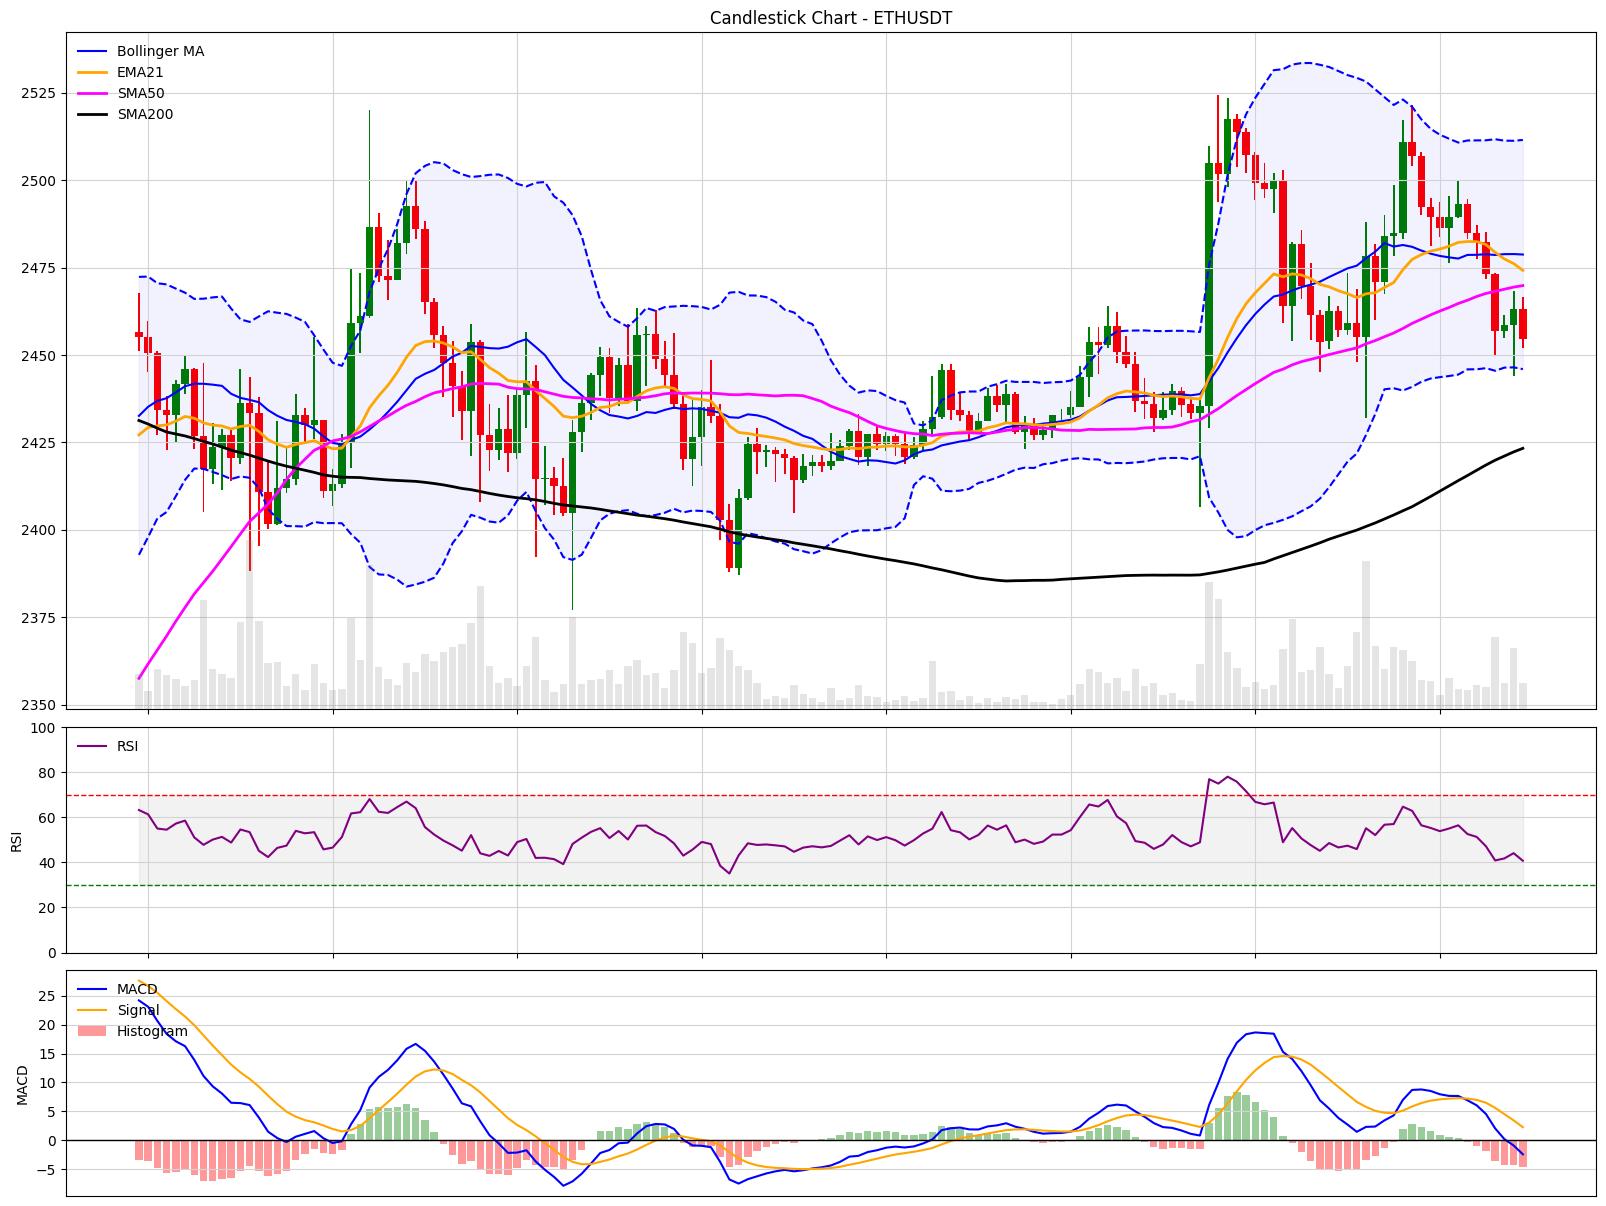 Candlestick Chart - ETHUSDT
Bollinger MA
EMA21
SMA50
SMA200
2525
2500
2475
2450
2425
2400
2375
2350
RSI
100
80
60
40
20
0
RSI
MACD
Signal
Histogram
25
20
15
10
5
0
−5
MACD